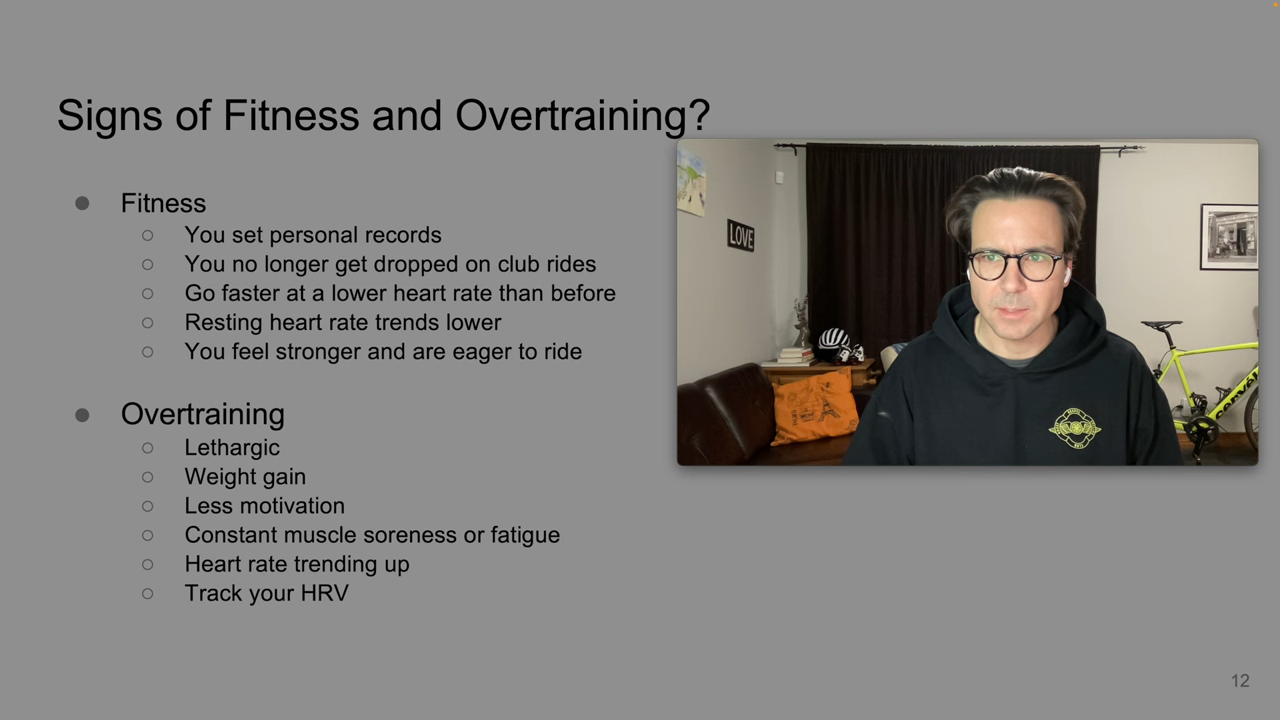 Signs of Fitness and Overtraining?
● Fitness
○ You set personal records
○ You no longer get dropped on club rides
○ Go faster at a lower heart rate than before
○ Resting heart rate trends lower
○ You feel stronger and are eager to ride
● Overtraining
○ Lethargic
○ Weight gain
○ Less motivation
○ Constant muscle soreness or fatigue
○ Heart rate trending up
○ Track your HRV
LOVE
12